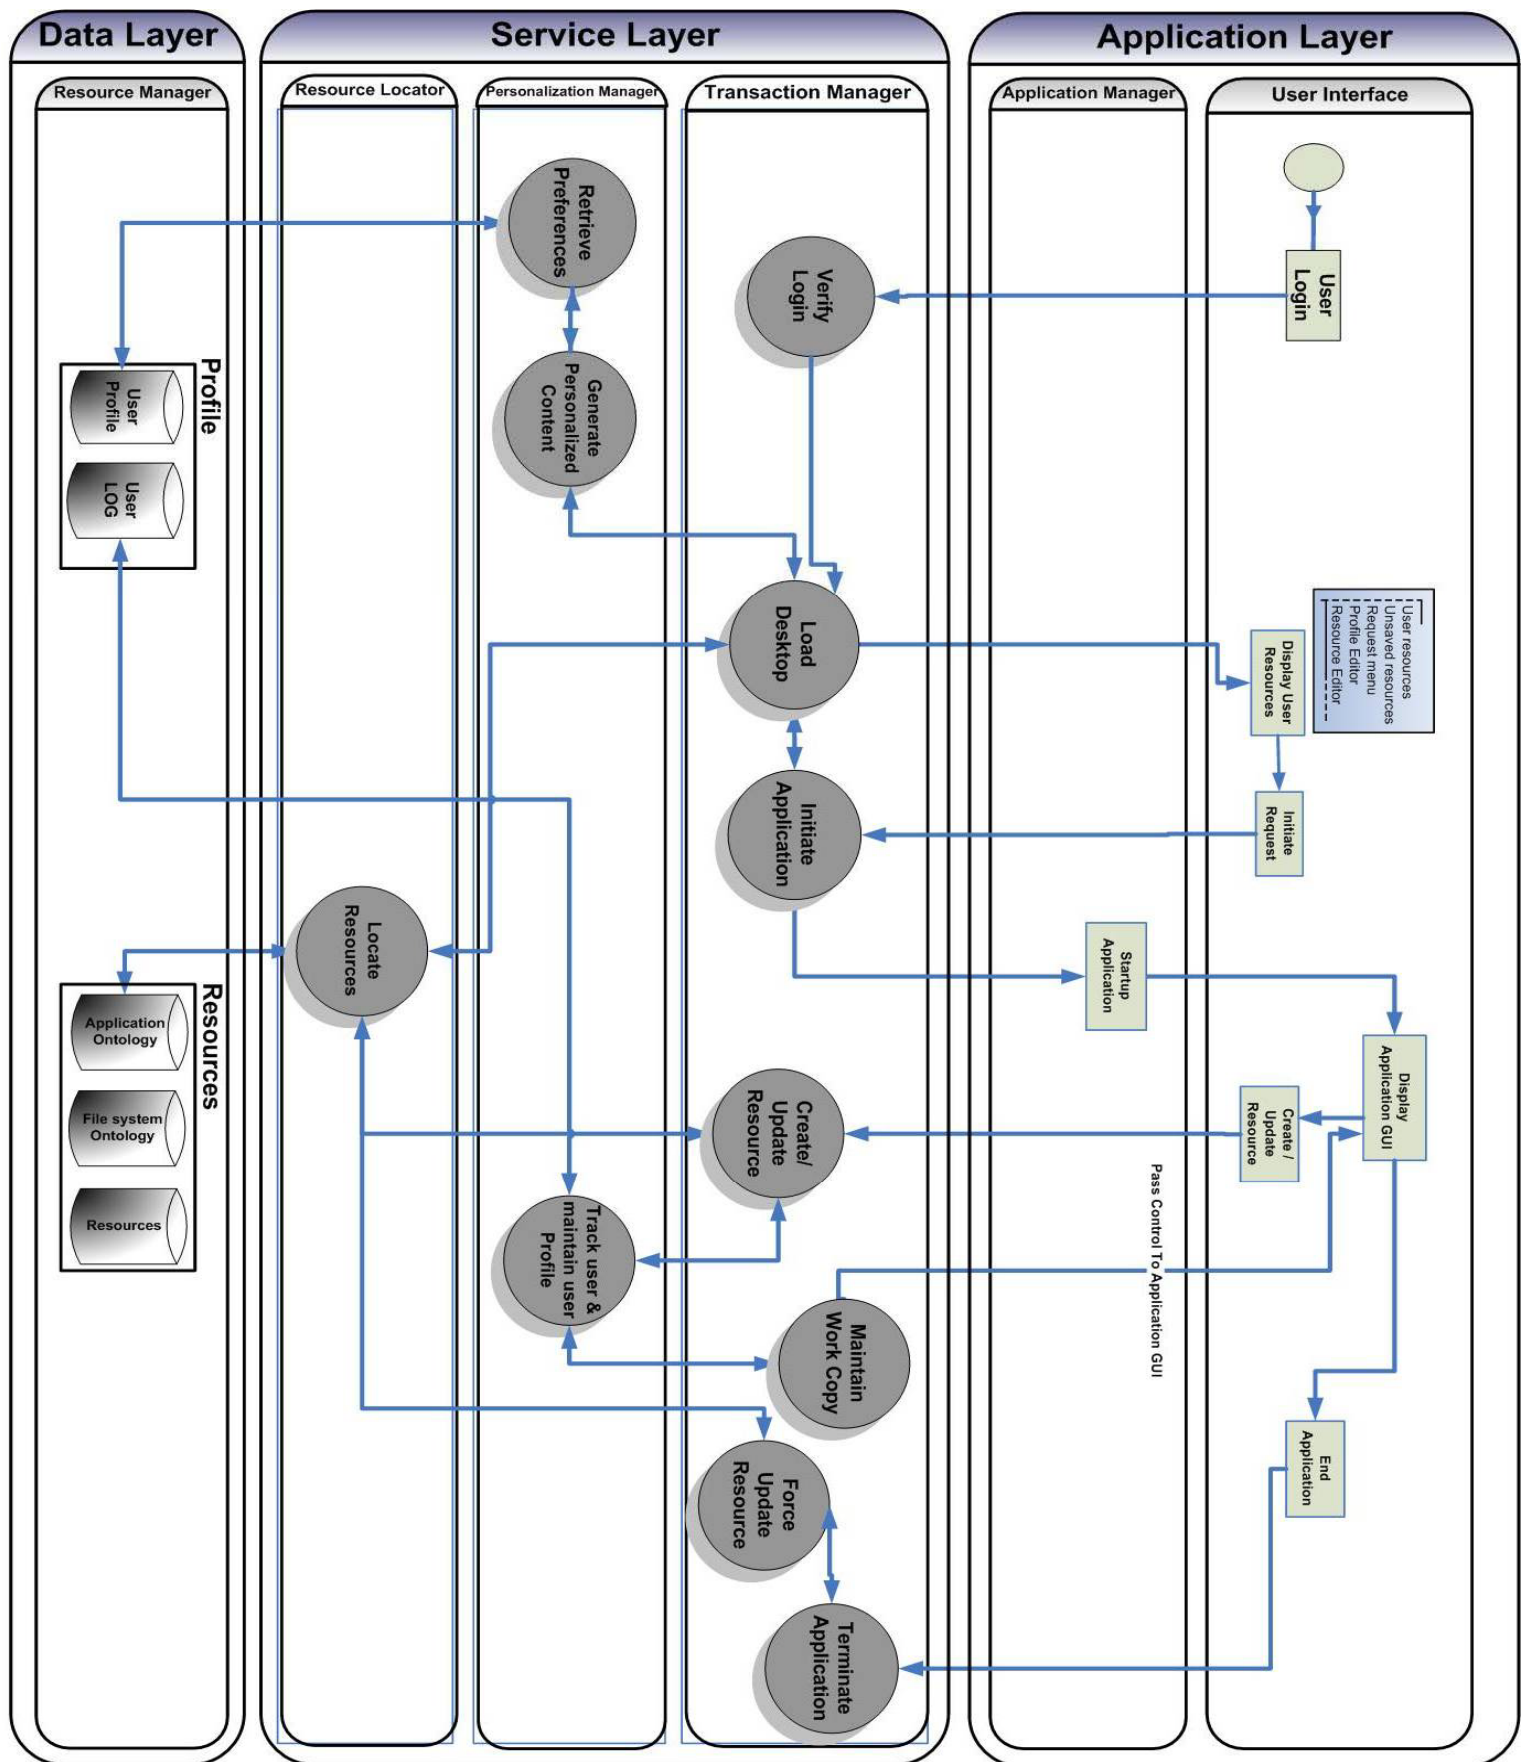 Data Layer
Service Layer
Application Layer
Resource Manager
Resource Locator
Personalization Manager
Transaction Manager
Application Manager
User Interface
Retrieve
Preferences
Verify
Login
User
Login
Profile
User
Profile
User
LOG
Generate
Personalized
Content
Load
Desktop
User resources
Unsaved resources
Request menu
Profile Editor
Resource Editor
Display User
Resources
Initiate
Application
Initiate
Request
Locate
Resources
Startup
Application
Resources
Application
Ontology
File system
Ontology
Resources
Create/
Update
Resource
Display
Application GUI
Create /
Update
Resource
Pass Control To Application GUI
Track user &
maintain user
Profile
Maintain
Work Copy
Force
Update
Resource
End
Application
Terminate
Application